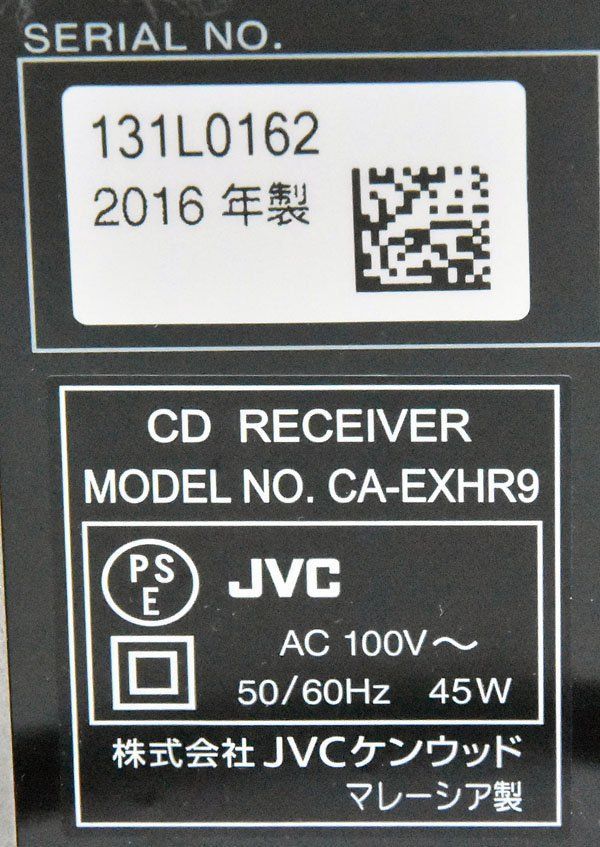 SERIAL NO.
131L0162
2016 年製
CD RECEIVER
MODEL NO. CA-EXHR9
PS
E
JVC
AC 100V～
50/60Hz 45W
株式会社 JVCケンウッド
マレーシア製